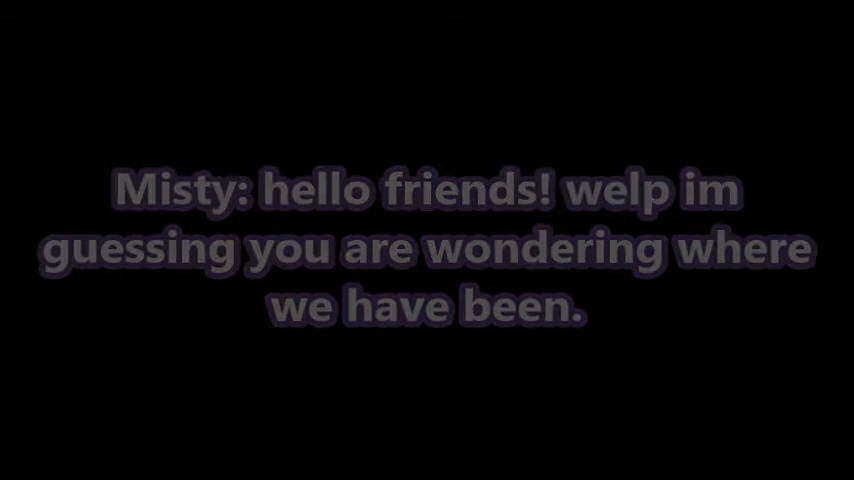 Misty: hello friends! welp im
guessing you are wondering where
we have been.